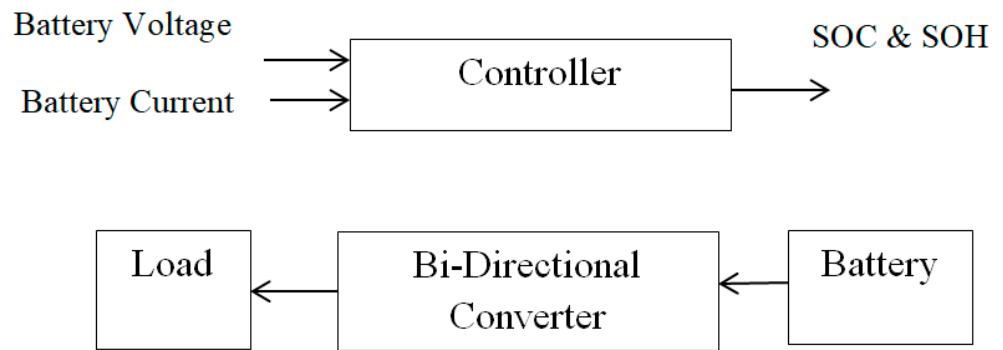 Battery Voltage
Battery Current
Controller
SOC & SOH
Load
Bi-Directional
Converter
Battery